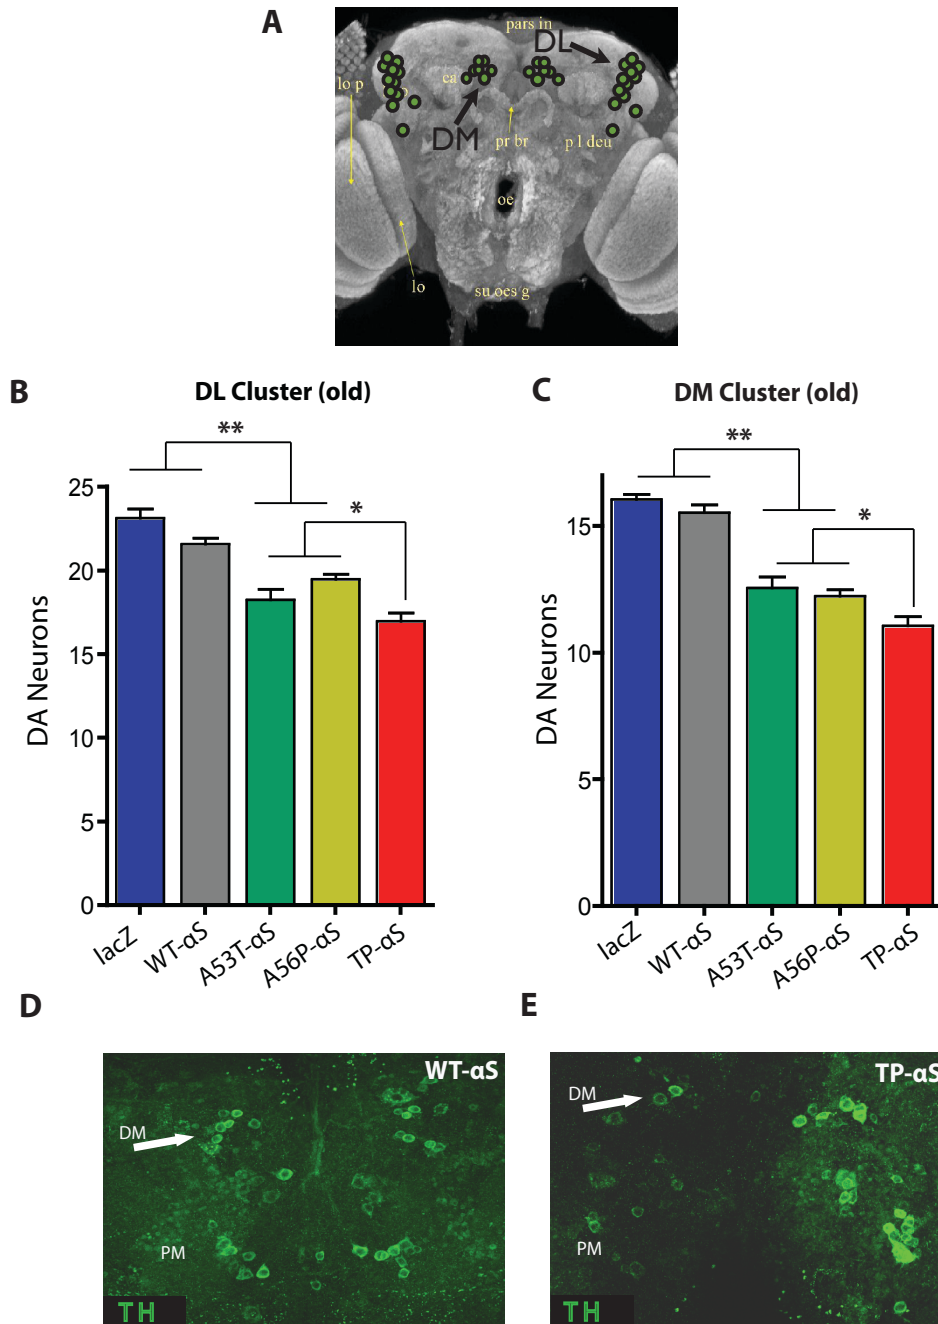 A
pars in
DL
lo p
ca
DM
pr br
p l deu
oe
lo
su oes g
B
DL Cluster (old)
**
*
DA Neurons
25
20
15
10
5
0
lacZ
WT-αS
A53T-αS
A56P-αS
TP-αS
C
DM Cluster (old)
**
*
DA Neurons
15
10
5
0
lacZ
WT-αS
A53T-αS
A56P-αS
TP-αS
D
WT-αS
DM
PM
TH
E
TP-αS
DM
PM
TH